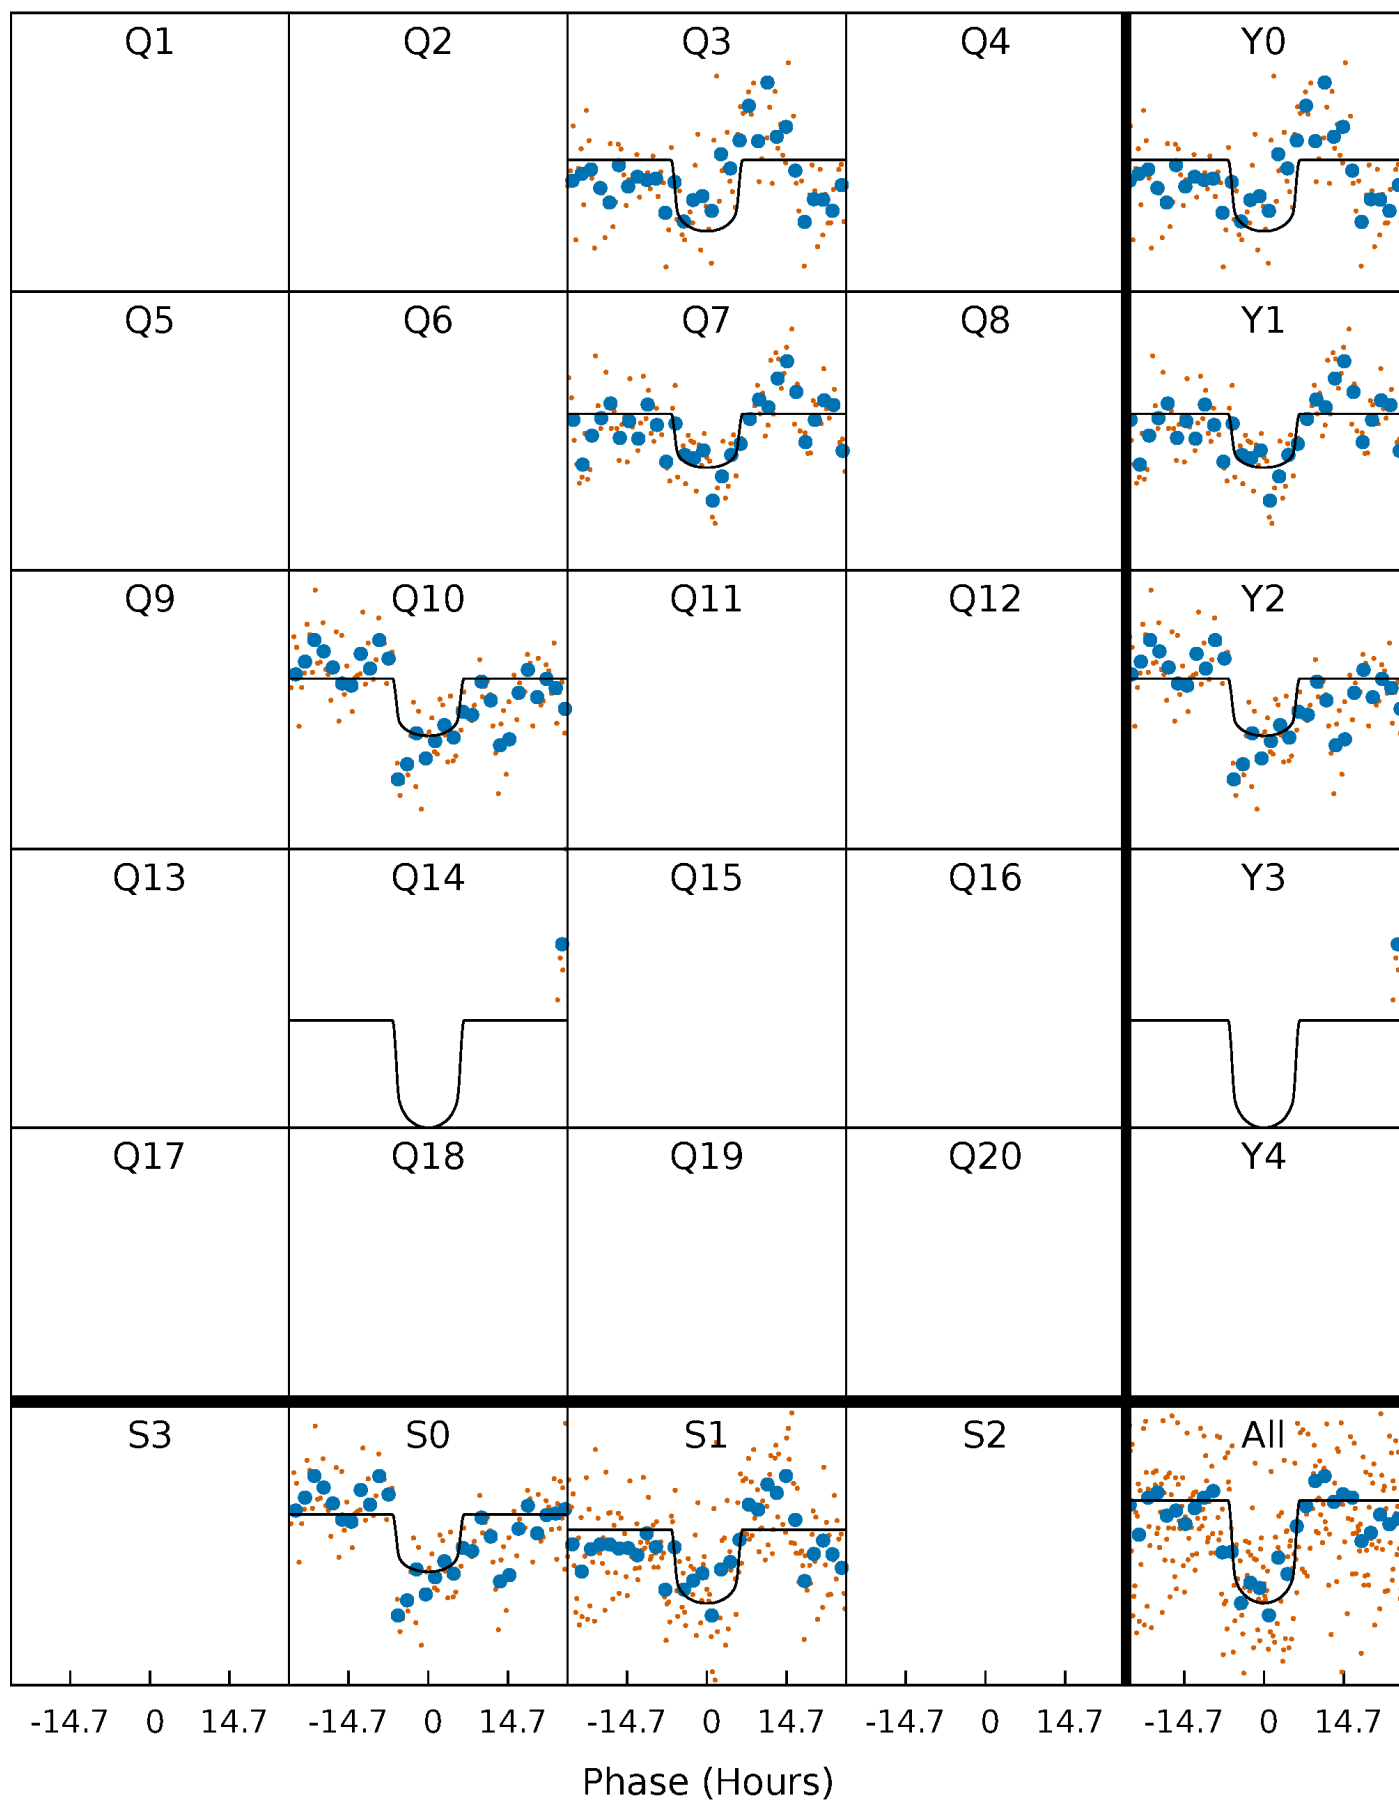 Q1 Q2 Q3 Q4 Y0
Q5 Q6 Q7 Q8 Y1
Q9 Q10 Q11 Q12 Y2
Q13 Q14 Q15 Q16 Y3
Q17 Q18 Q19 Q20 Y4
S3 S0 S1 S2 All
-14.7 0 14.7 -14.7 0 14.7 -14.7 0 14.7 -14.7 0 14.7 -14.7 0 14.7
Phase (Hours)